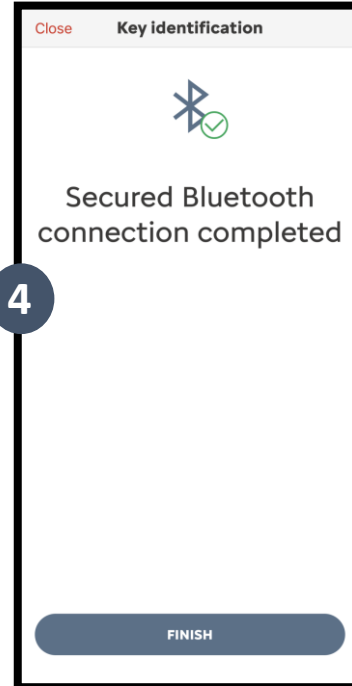 Close Key identification
Secured Bluetooth
connection completed
4
FINISH